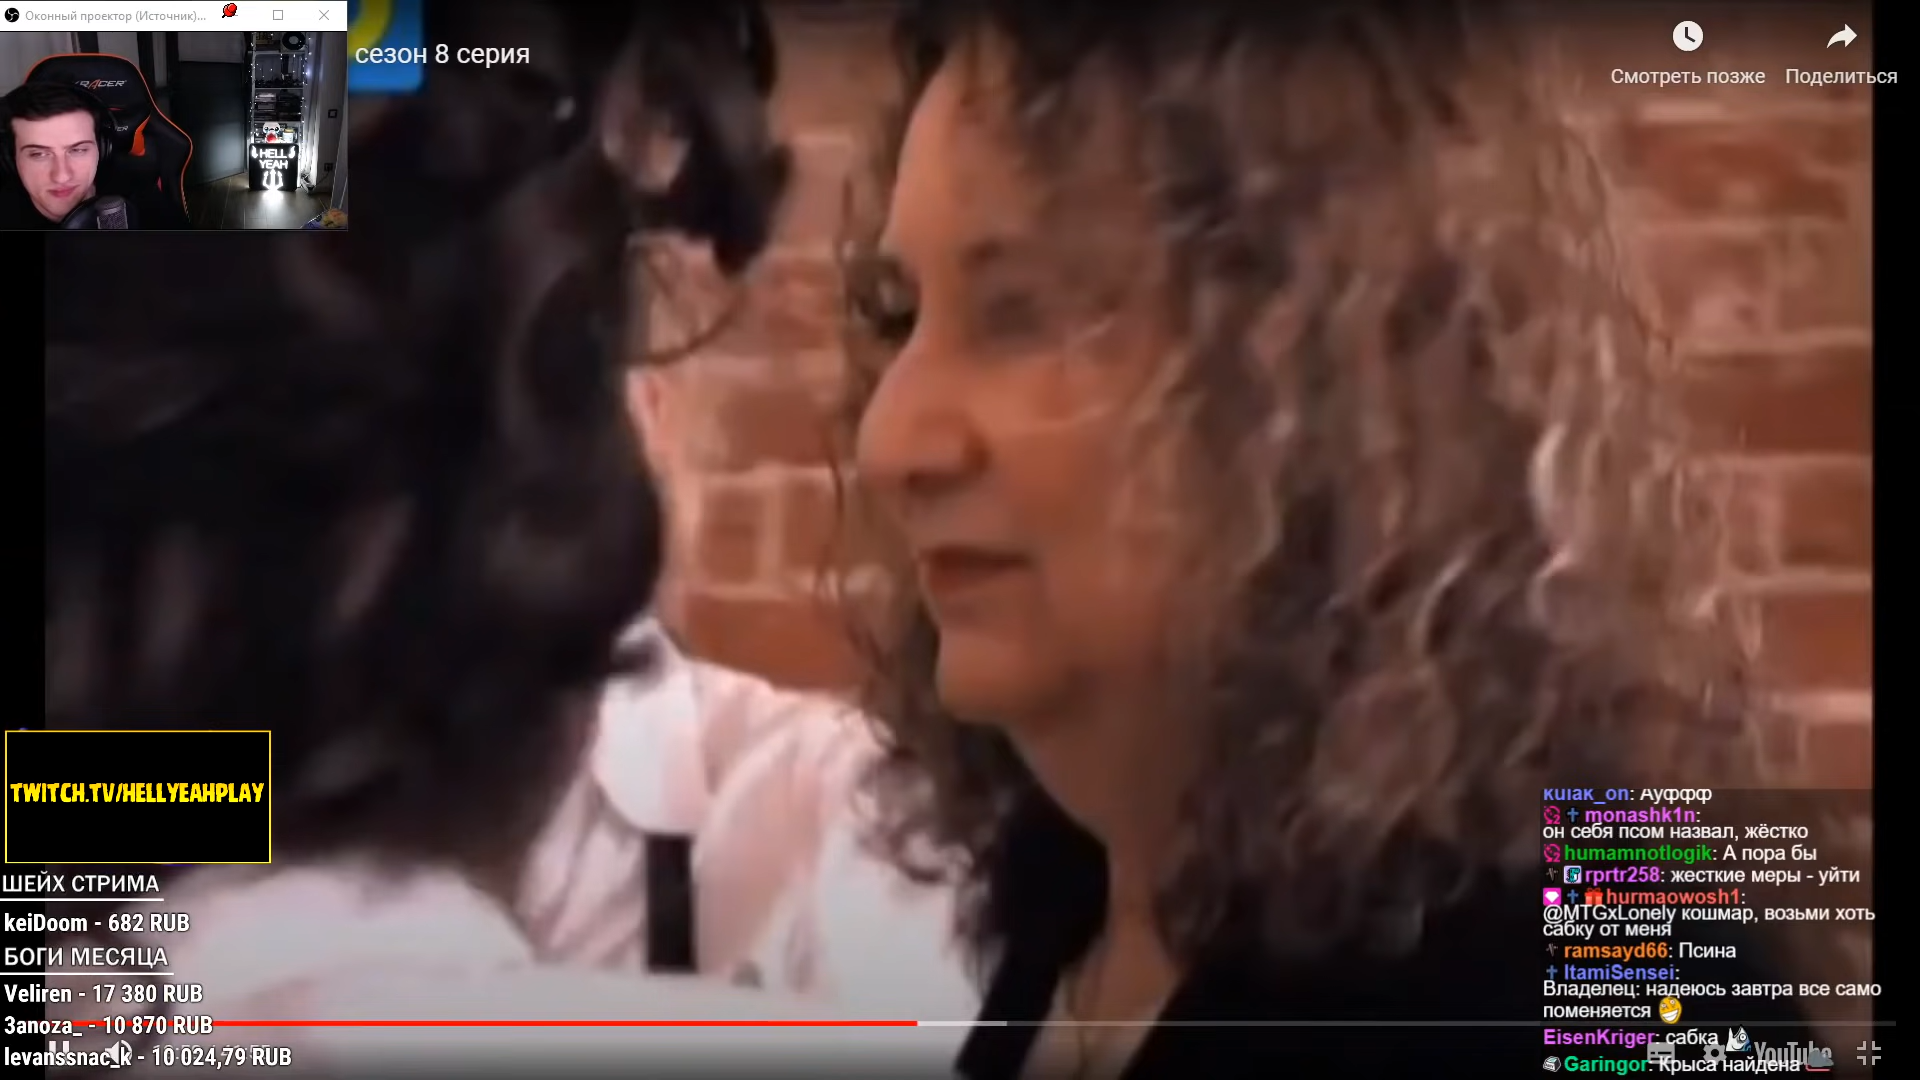 Оконный проектор (Источник)...
сезон 8 серия
Смотреть позже
Поделиться
HELL
YEAH
TWITCH.TV/HELLYEAHPLAY
ШЕЙХ СТРИМА
keiDoom - 682 RUB
БОГИ МЕСЯЦА
Veliren - 17 380 RUB
3anoza_ - 10 870 RUB
levanssnac_k - 10 024,79 RUB
kulak_on: Ауффф
monashk1n:
он себя псом назвал, жёстко
humamnotlogik: А пора бы
rprtr258: жесткие меры - уйти
hurmaowosh1:
@MTGxLonely кошмар, возьми хоть
сабку от меня
ramsayd66: Псина
ItamiSensei:
Владелец: надеюсь завтра все само
поменяется
EisenKriger: сабка
Garingor: Крыса найдена
YouTube